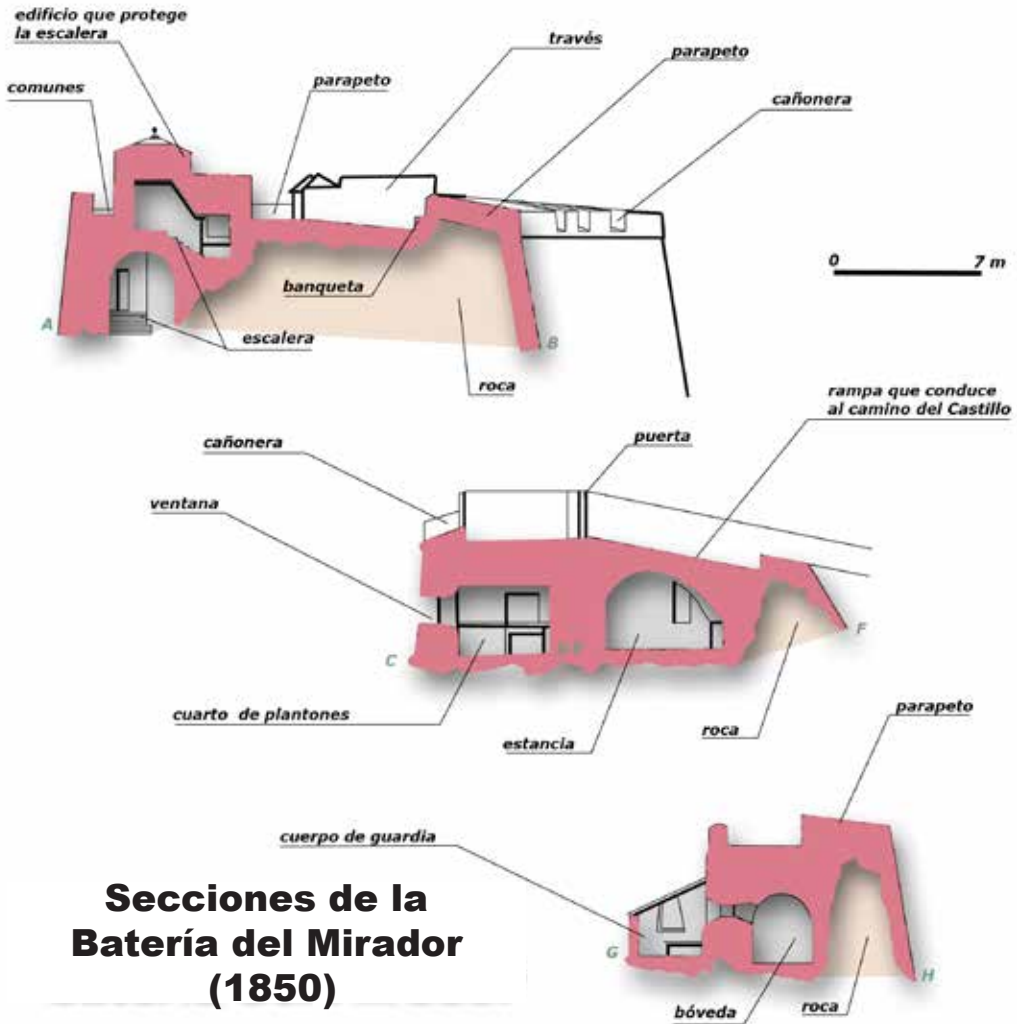 edificio que protege
la escalera
través
parapeto
parapeto
comunes
cañonera
0 7 m
banqueta
A
escalera
B
roca
rampa que conduce
al camino del Castillo
cañonera
puerta
ventana
F
C
cuarto de plantones
estancia
roca
parapeto
cuerpo de guardia
Secciones de la
Batería del Mirador
(1850)
G
H
bóveda
roca